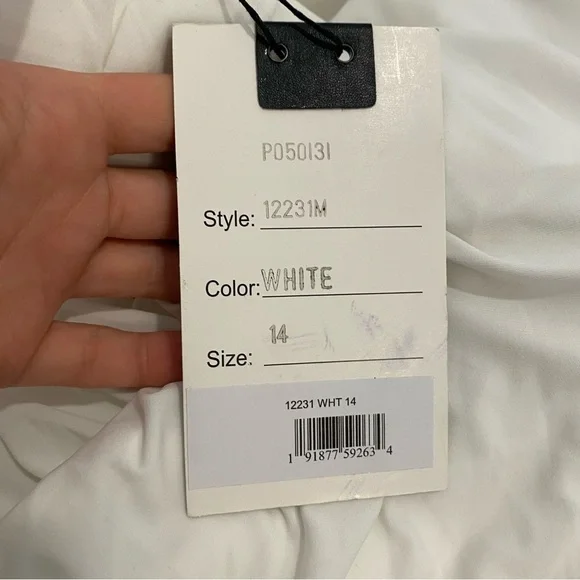 P050131
Style: 12231M
Color: WHITE
Size: 14
12231 WHT 14
1 91877 59263 4